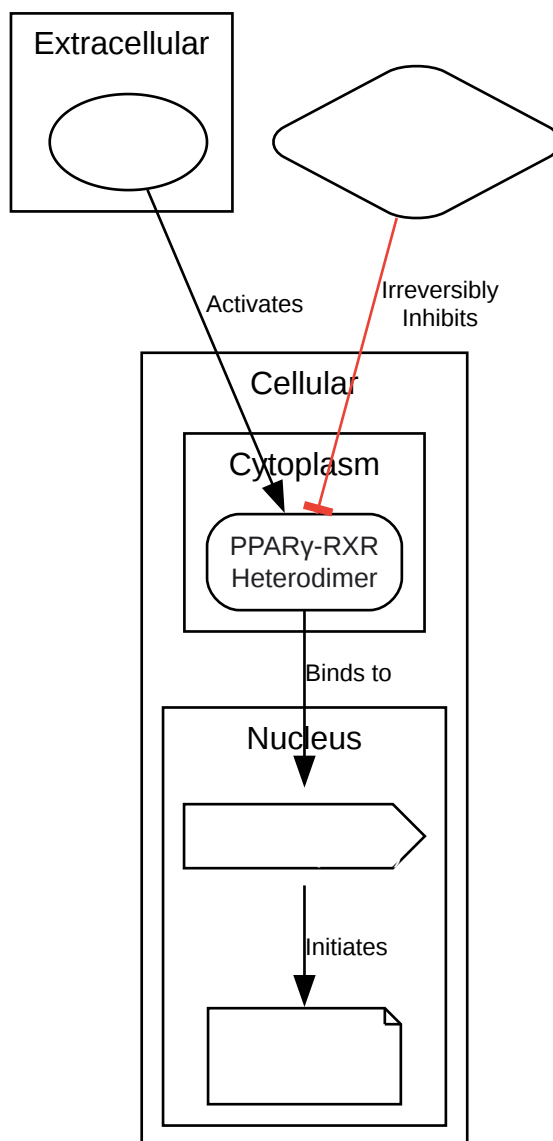 Extracellular
Activates
Irreversibly
Inhibits
Cellular
Cytoplasm
PPARγ-RXR
Heterodimer
Binds to
Nucleus
Initiates